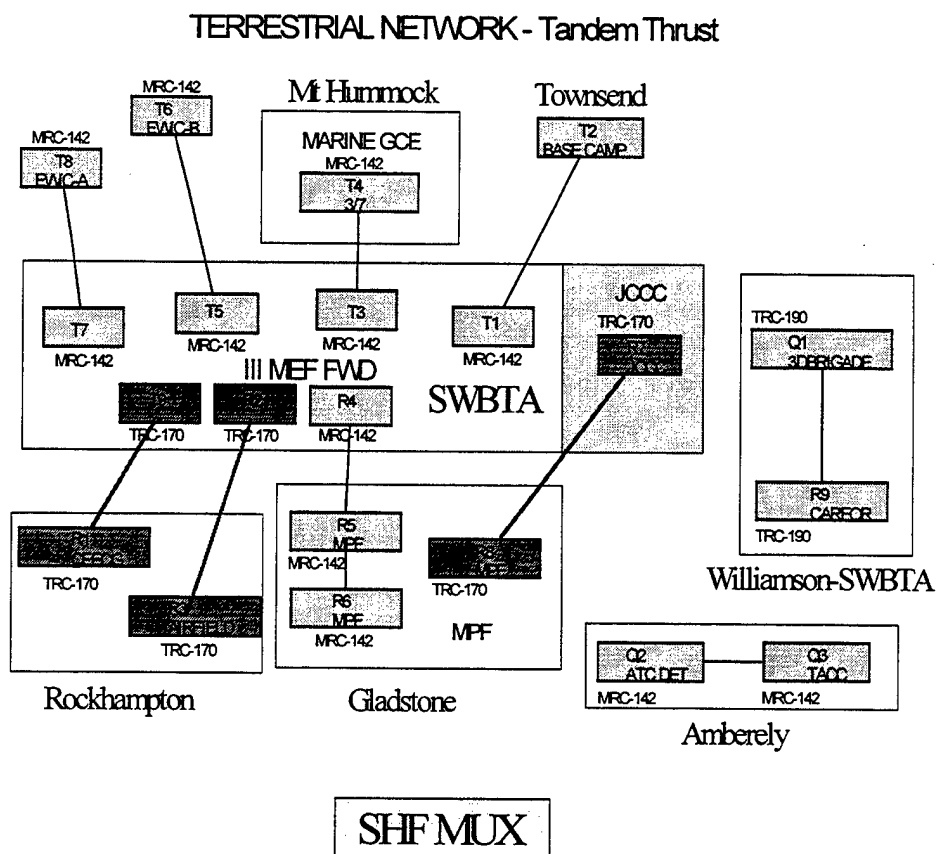 TERRESTRIAL NETWORK - Tandem Thrust
MRC-142
T8
EWC-A
MRC-142
T6
EWC-B
Mt Hummock
MARINE GCE
MRC-142
T4
3/7
Townsend
T2
BASE CAMP
T7
MRC-142
T5
MRC-142
T3
MRC-142
T1
MRC-142
JCCC
TRC-170
III MEF FWD
SWBTA
TRC-170
TRC-170
R4
MRC-142
TRC-190
Q1
3DBRIGADE
R9
CARFOR
TRC-190
Williamson-SWBTA
TRC-170
TRC-170
Rockhampton
R5
MPF
MRC-142
R6
MPF
MRC-142
TRC-170
MPF
Gladstone
Q2
ATC DET
MRC-142
Q3
TACC
MRC-142
Amberely
SHF MUX